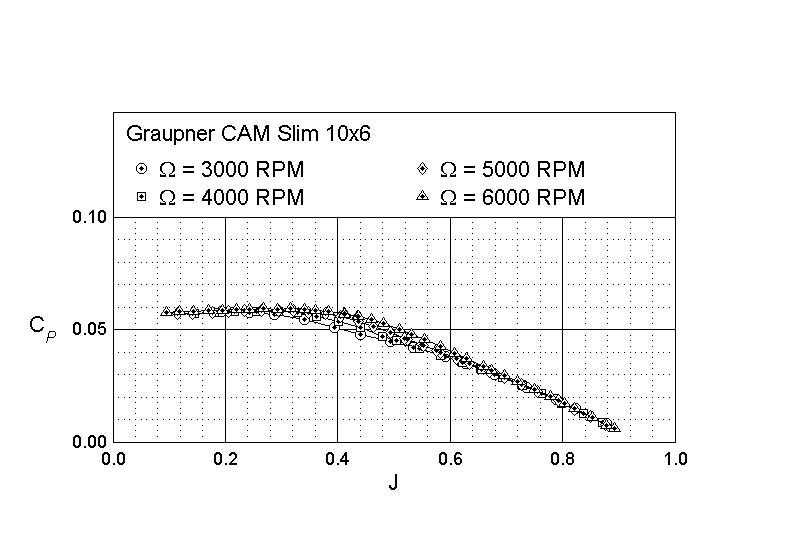 Graupner CAM Slim 10x6
Ω = 3000 RPM Ω = 5000 RPM
Ω = 4000 RPM Ω = 6000 RPM
0.10
C_P
0.05
0.00
0.0 0.2 0.4 0.6 0.8 1.0
J